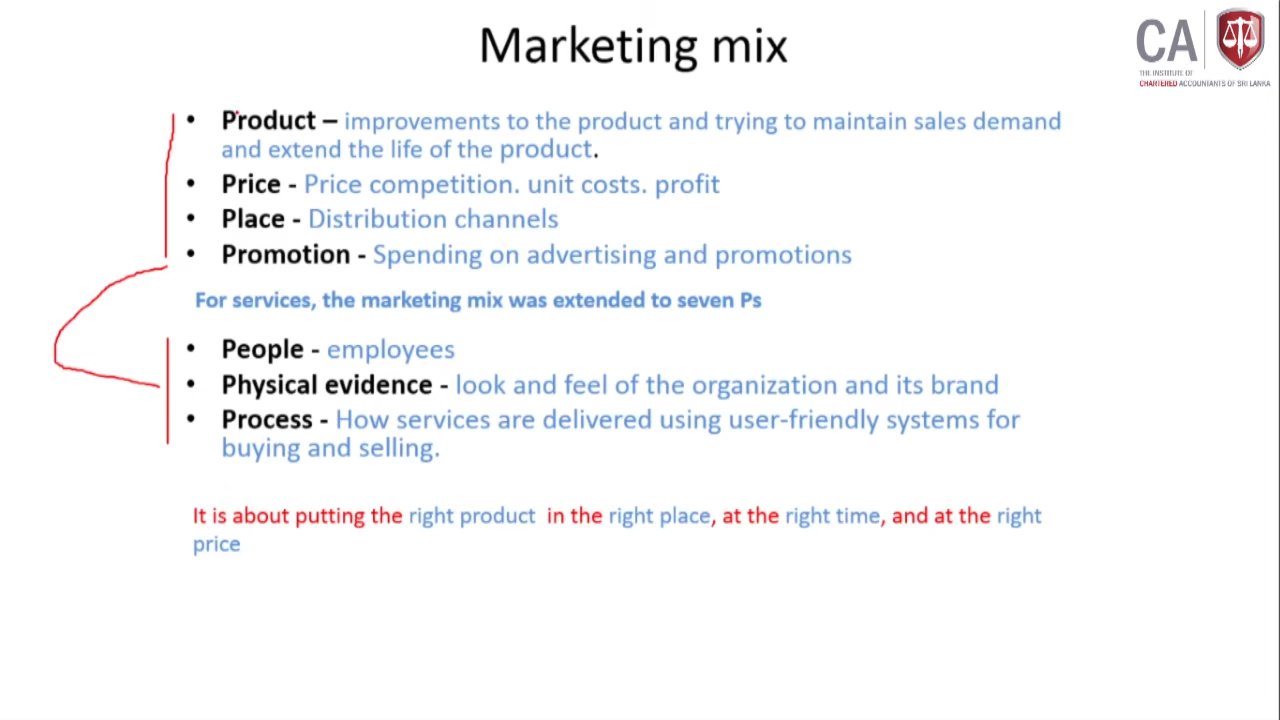 Marketing mix
CA
THE INSTITUTE OF
CHARTERED ACCOUNTANTS OF SRI LANKA
• Product – improvements to the product and trying to maintain sales demand
and extend the life of the product.
• Price - Price competition. unit costs. profit
• Place - Distribution channels
• Promotion - Spending on advertising and promotions
For services, the marketing mix was extended to seven Ps
• People - employees
• Physical evidence - look and feel of the organization and its brand
• Process - How services are delivered using user-friendly systems for
buying and selling.
It is about putting the right product in the right place, at the right time, and at the right
price